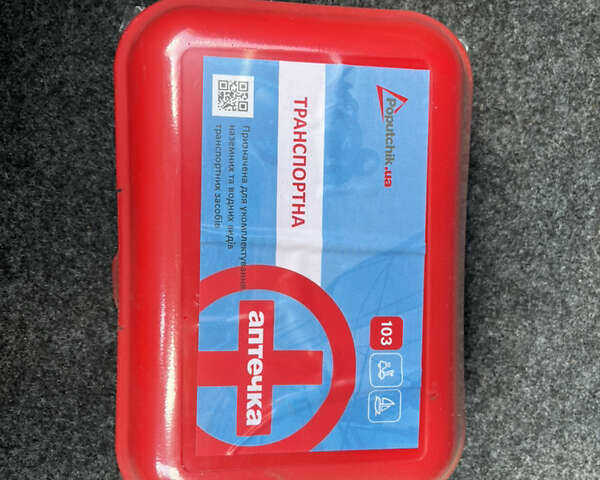 Poputchik.ua
ТРАНСПОРТНА
Призначена для укомплектування
наземних та водних видів
транспортних засобів.
103
аптечка